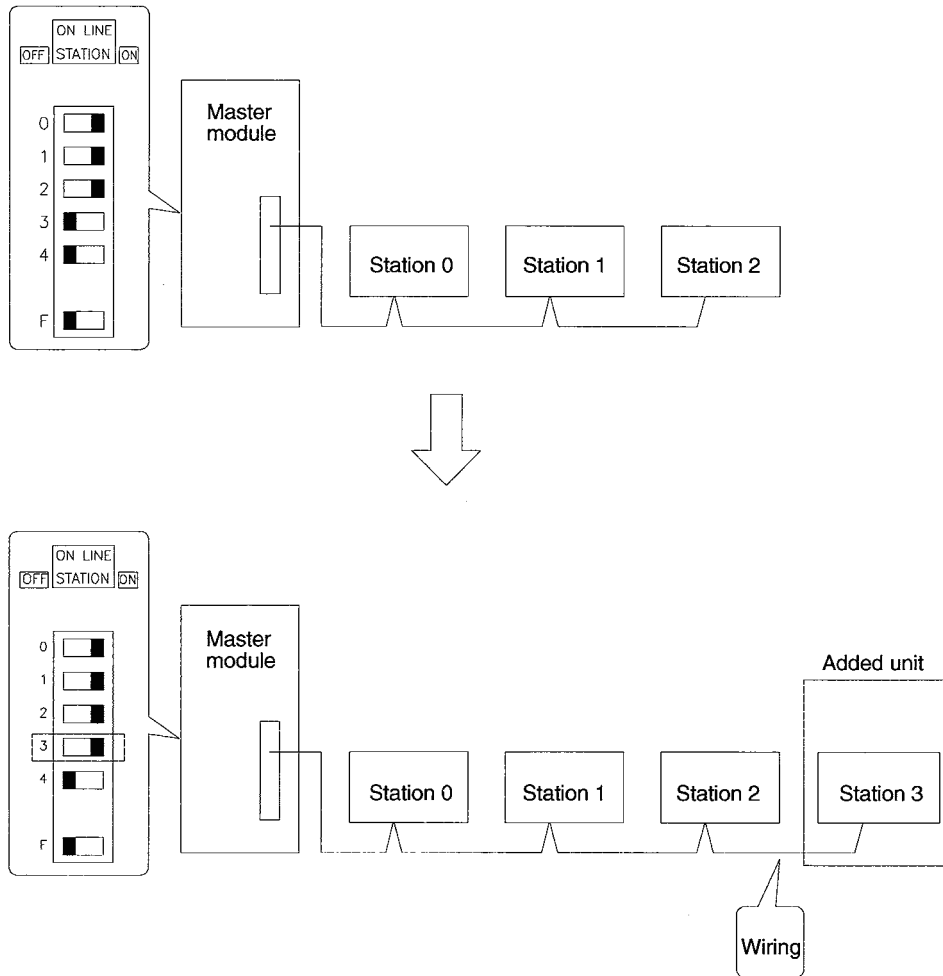 ON LINE
OFF STATION ON
0
1
2
3
4
F
Master
module
Station 0
Station 1
Station 2
ON LINE
OFF STATION ON
0
1
2
3
4
F
Master
module
Added unit
Station 0
Station 1
Station 2
Station 3
Wiring